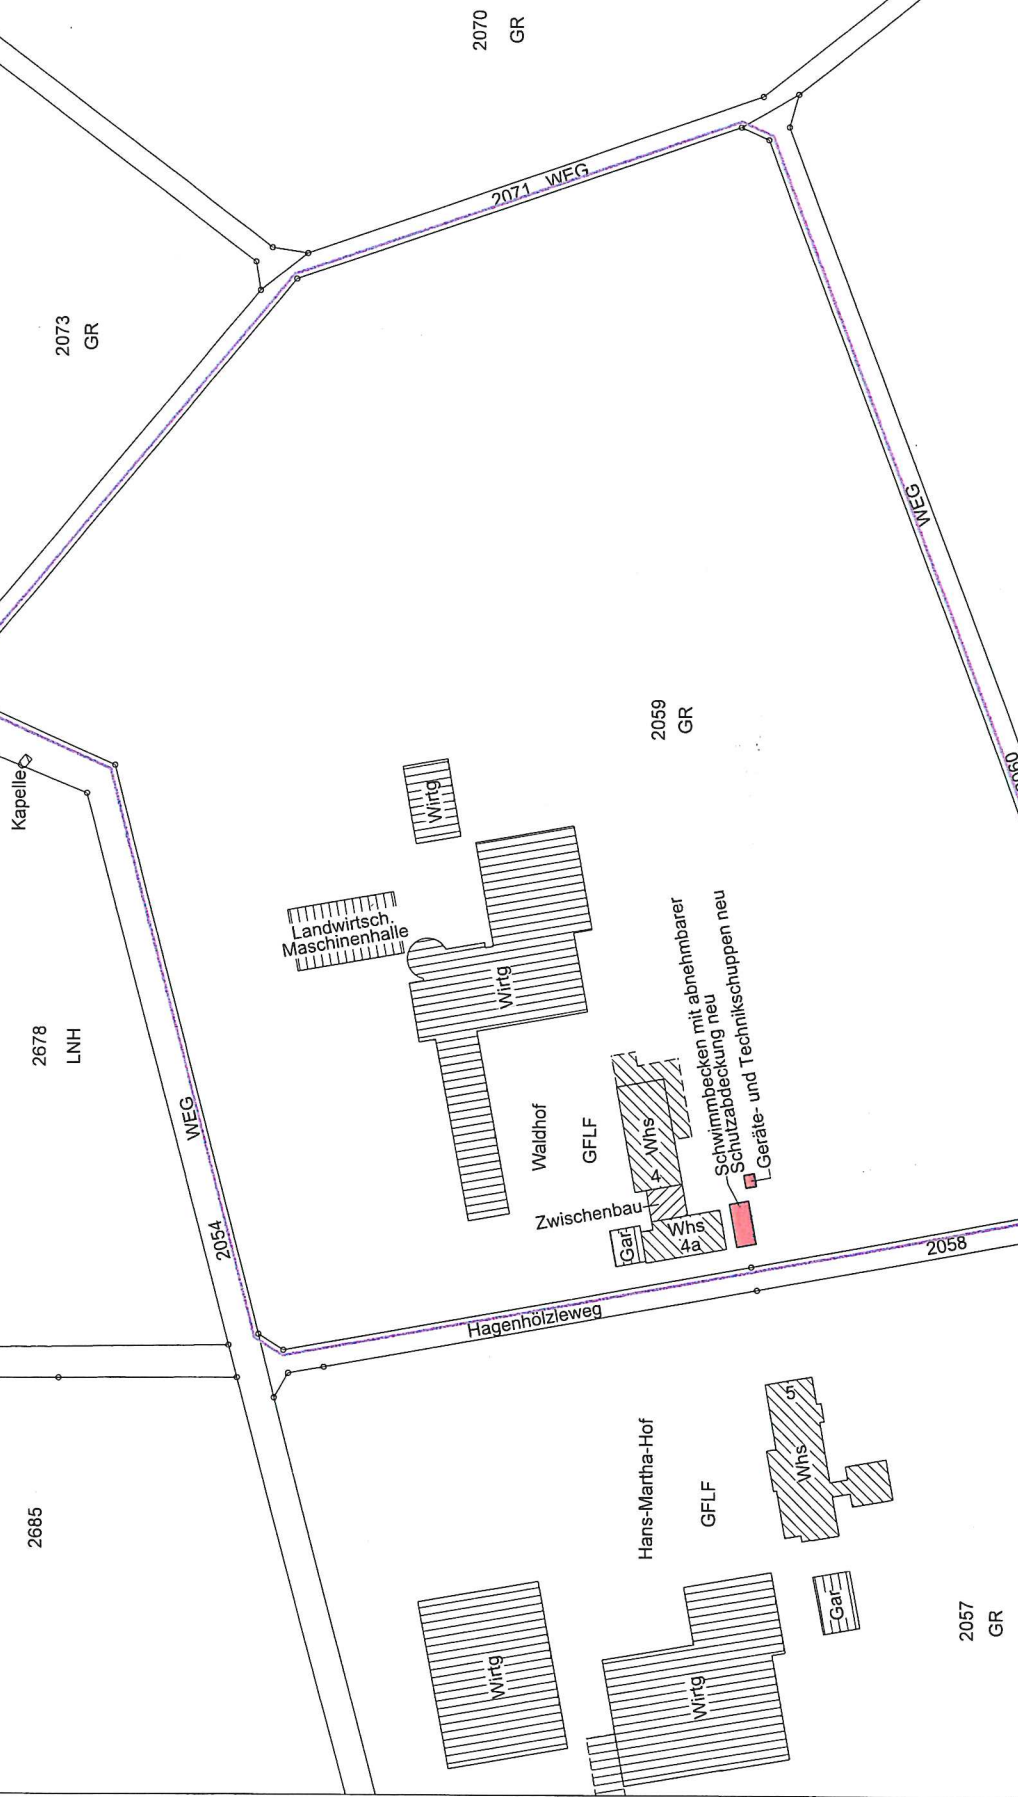 2070
GR
2071 WEG
2073
GR
WEG
2059
GR
Kapelle
Wirtg
Landwirtsch.
Maschinenhalle
Wirtg
2678
LNH
WEG
2054
Waldhof
GFLF
Whs
4
Zwischenbau
Gar
Whs
4a
Schwimmbecken mit abnehmbarer
Schutzabdeckung neu
Geräte- und Technikschuppen neu
2058
Hagenhölzleweg
2685
Hans-Martha-Hof
GFLF
5
Whs
Gar
Wirtg
Wirtg
2057
GR